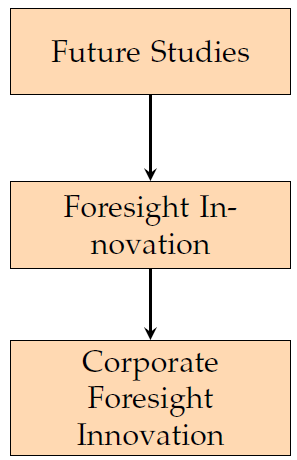 Future Studies
Foresight In-
novation
Corporate
Foresight
Innovation